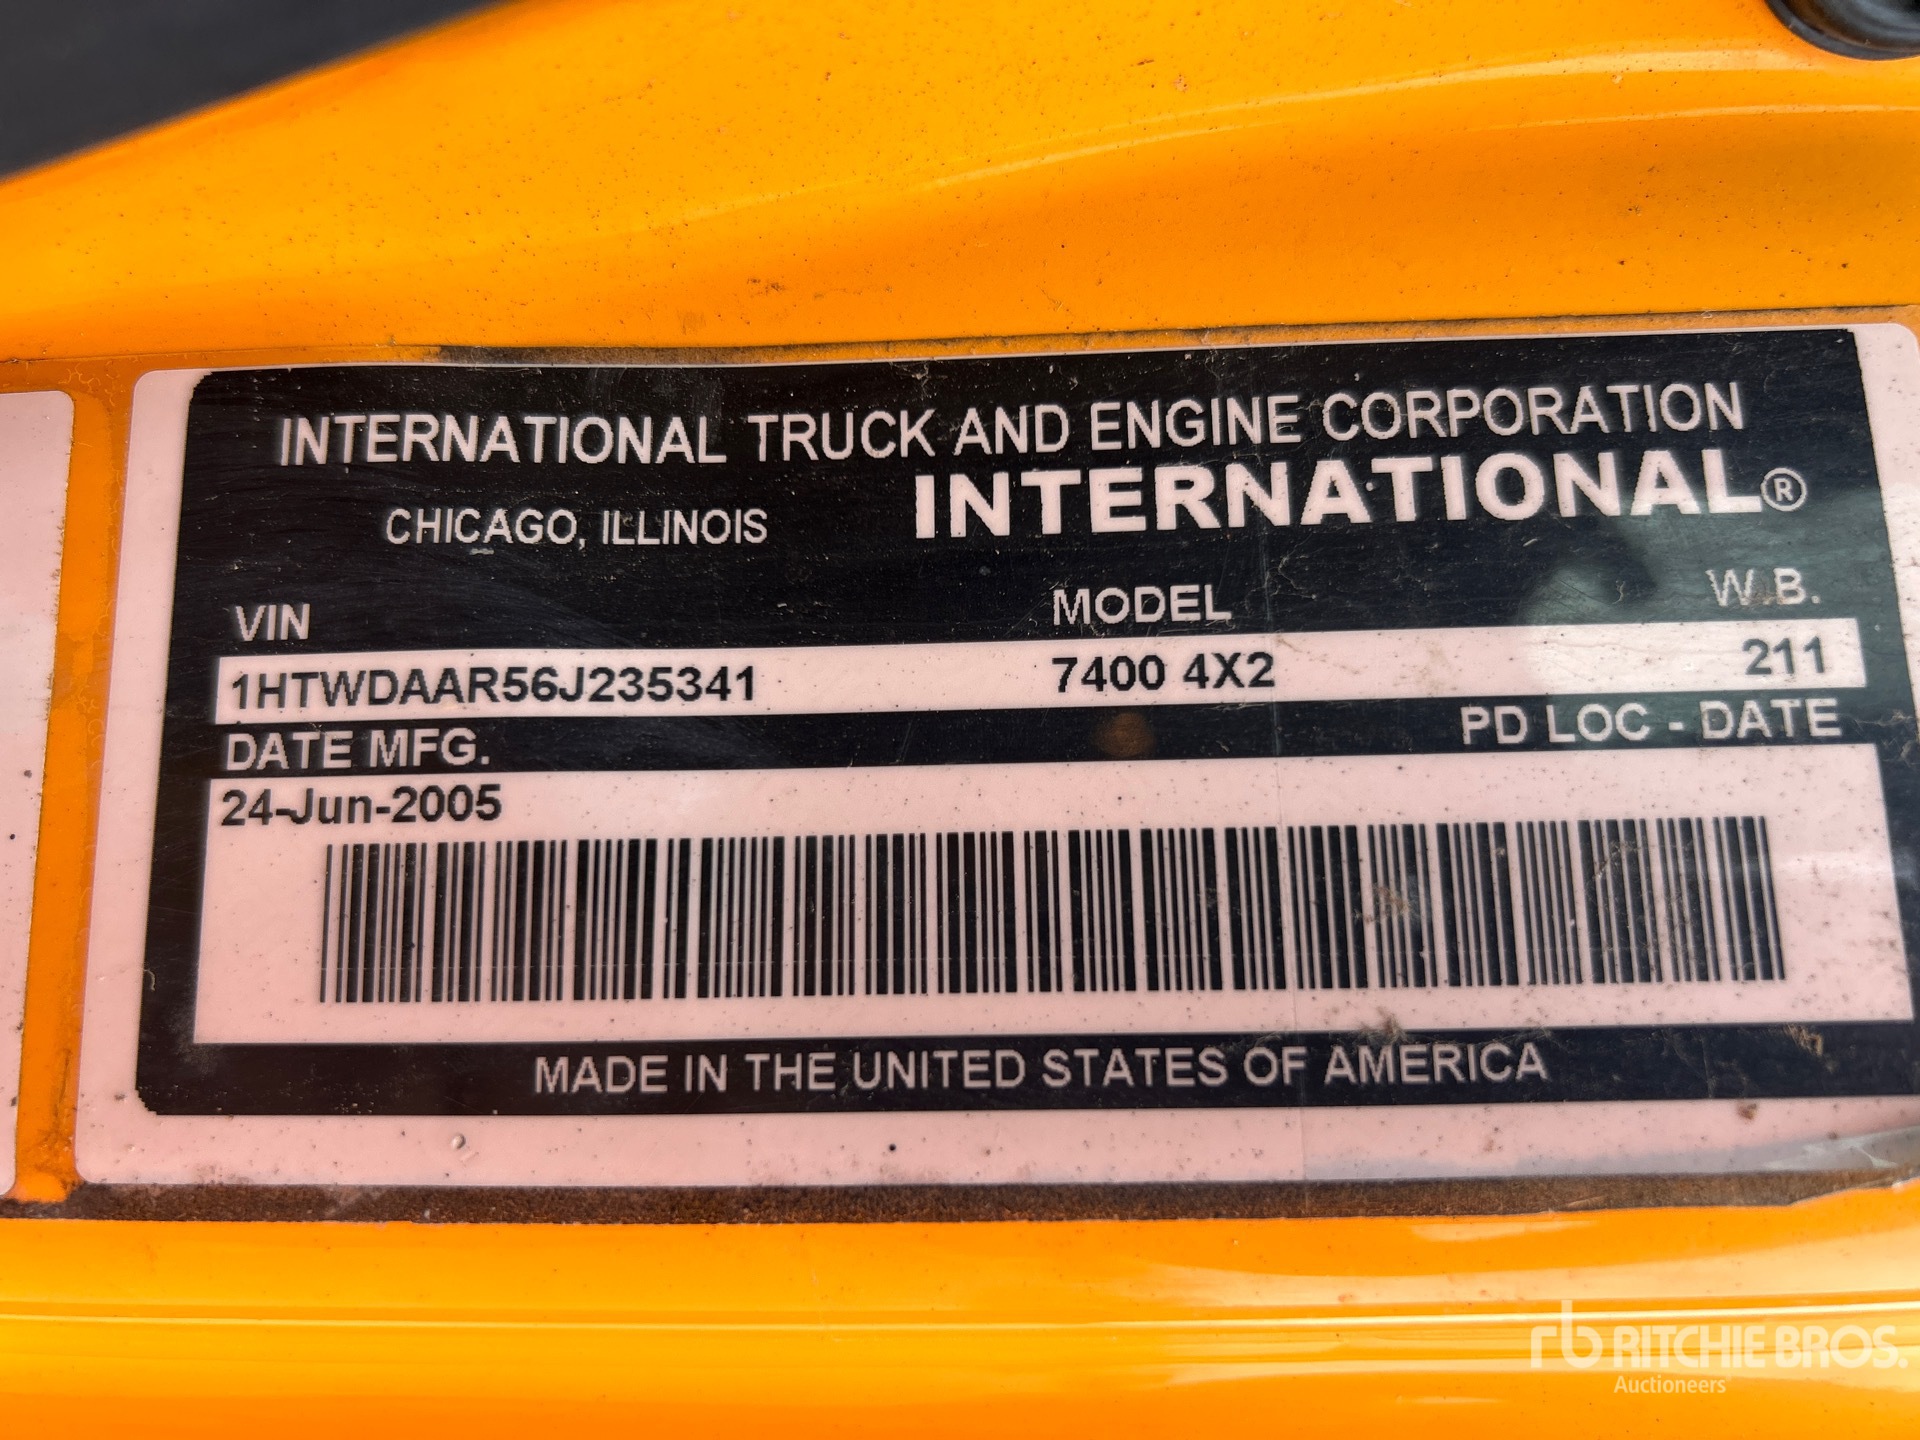 INTERNATIONAL TRUCK AND ENGINE CORPORATION
CHICAGO, ILLINOIS INTERNATIONAL®
VIN MODEL W.B.
1HTWDAAR56J235341 7400 4X2 211
DATE MFG. PD LOC - DATE
24-Jun-2005
MADE IN THE UNITED STATES OF AMERICA
rb RITCHIE BROS.
Auctioneers